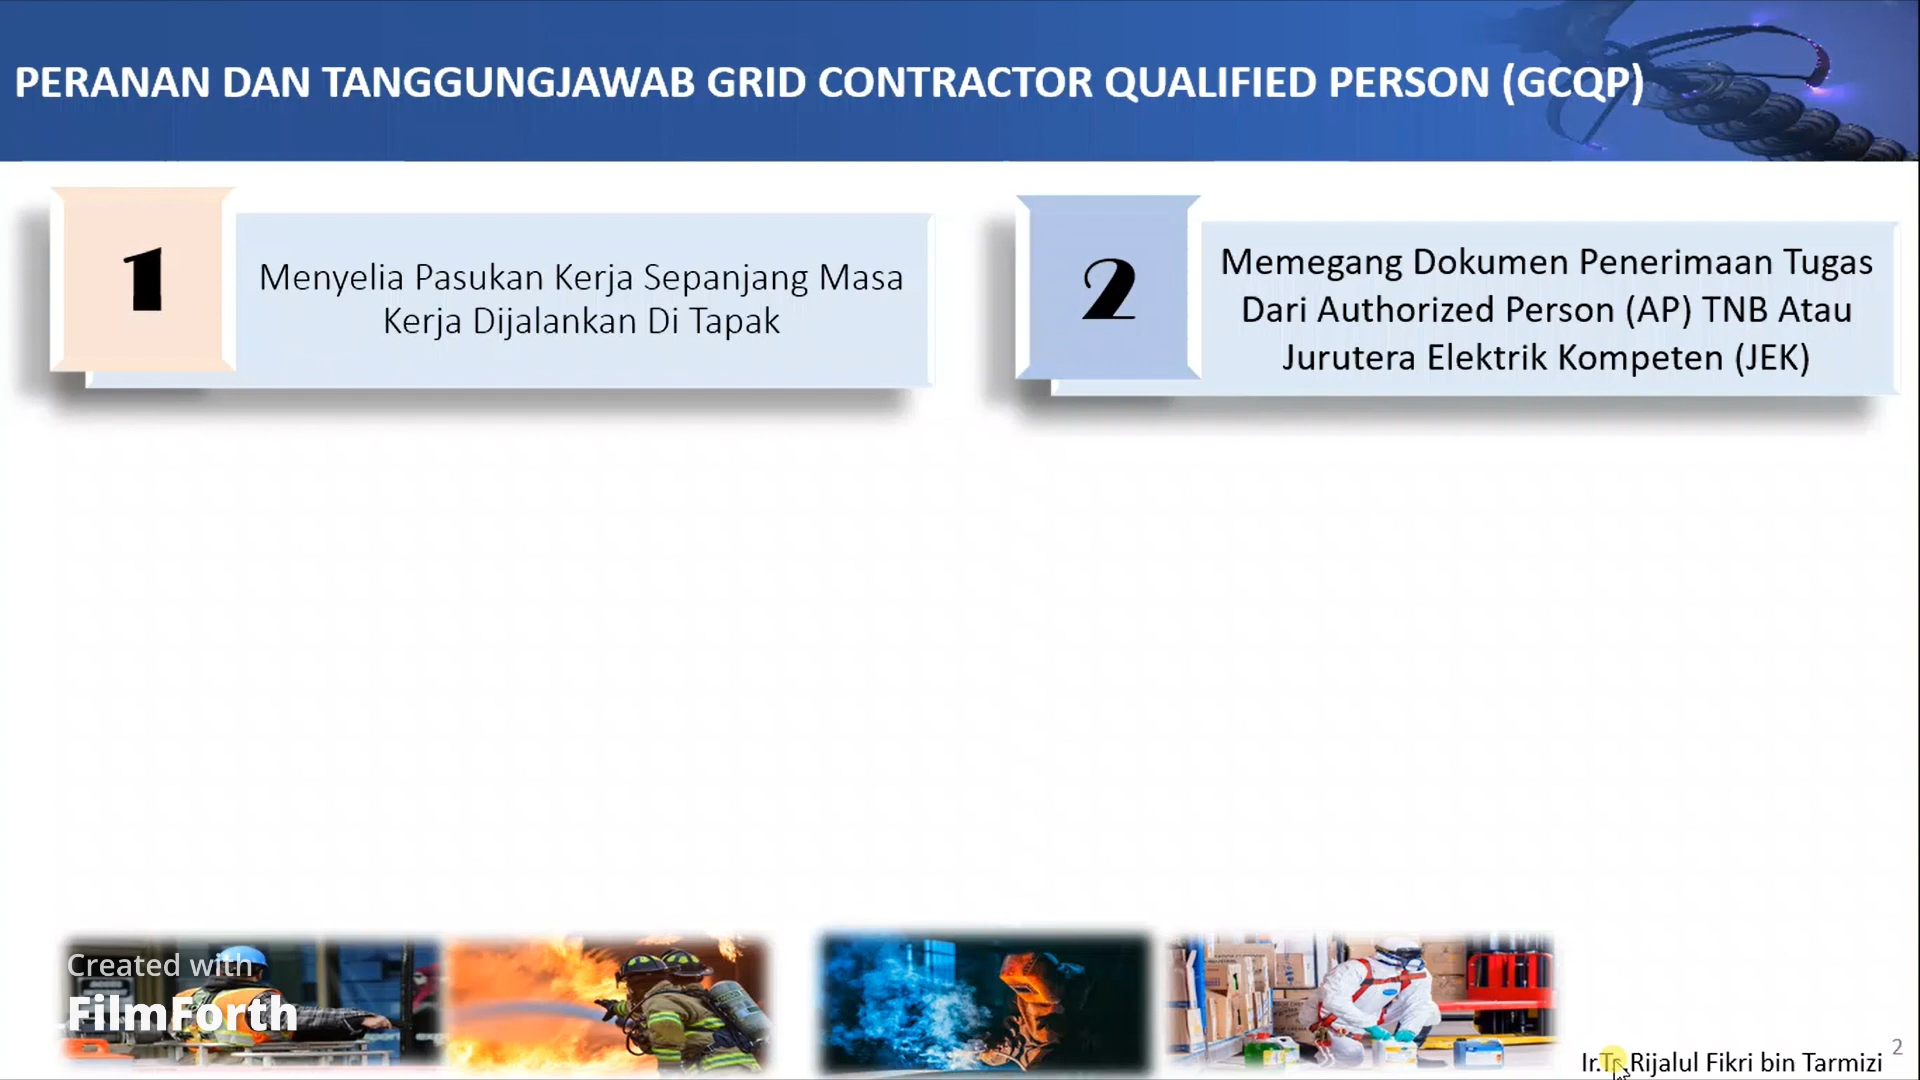 PERANAN DAN TANGGUNGJAWAB GRID CONTRACTOR QUALIFIED PERSON (GCQP)
1
Menyelia Pasukan Kerja Sepanjang Masa
Kerja Dijalankan Di Tapak
2
Memegang Dokumen Penerimaan Tugas
Dari Authorized Person (AP) TNB Atau
Jurutera Elektrik Kompeten (JEK)
Created with
FilmForth
2
Ir.Ts Rijalul Fikri bin Tarmizi